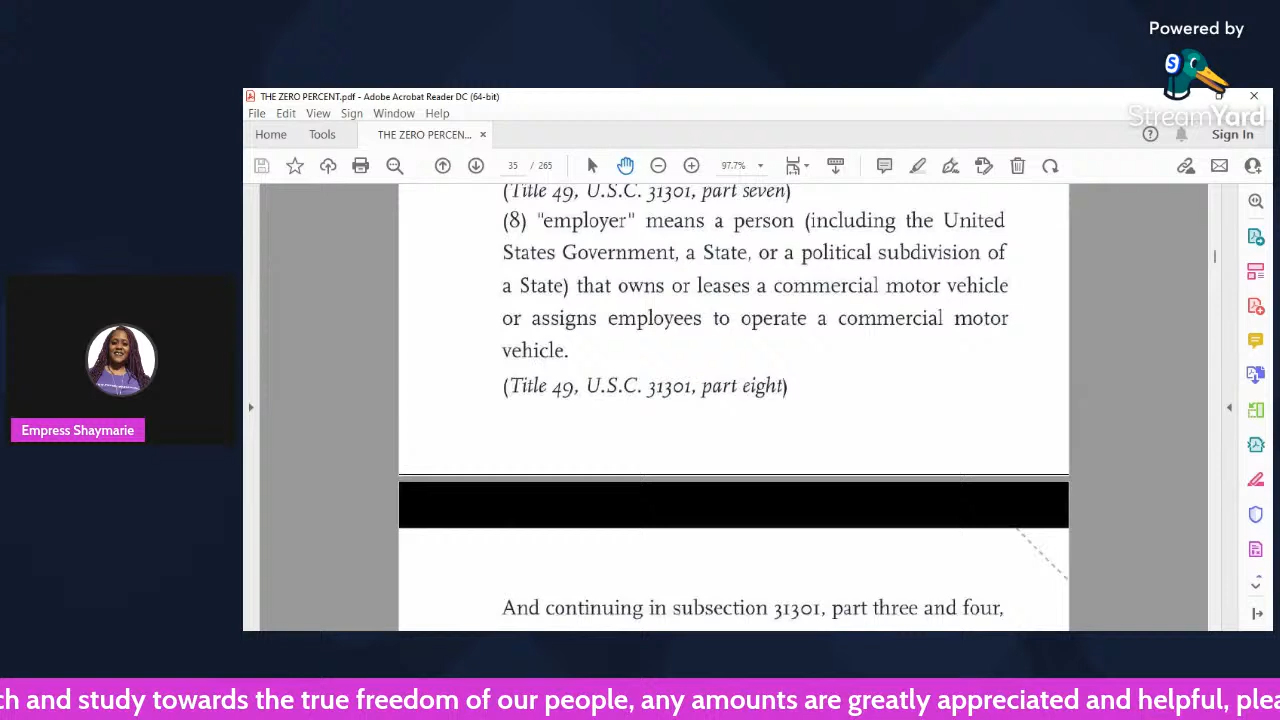 Powered by
StreamYard
THE ZERO PERCENT.pdf - Adobe Acrobat Reader DC (64-bit)
File Edit View Sign Window Help
Home Tools THE ZERO PERCEN... ×
Sign In
35 / 265
97.7%
(Title 49, U.S.C. 31301, part seven)
(8) "employer" means a person (including the United
States Government, a State, or a political subdivision of
a State) that owns or leases a commercial motor vehicle
or assigns employees to operate a commercial motor
vehicle.
(Title 49, U.S.C. 31301, part eight)
And continuing in subsection 31301, part three and four,
Empress Shaymarie
ch and study towards the true freedom of our people, any amounts are greatly appreciated and helpful, plea